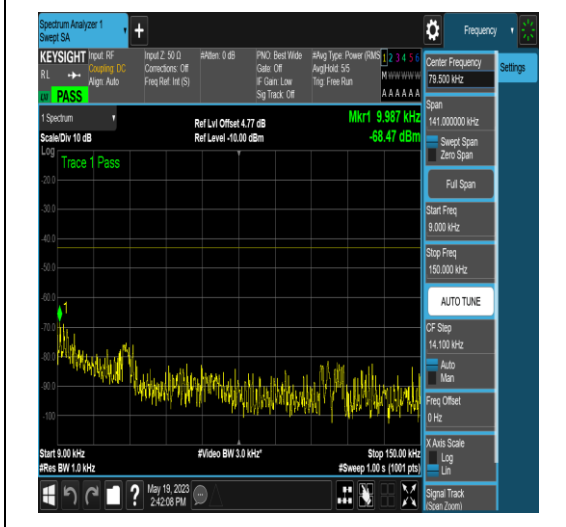 Spectrum Analyzer 1
Swept SA
+
Frequency
KEYSIGHT
RL
PASS
Input: RF
Coupling: DC
Align: Auto
Input Z: 50 Ω
Corrections: Off
Freq Ref: Int (S)
#Atten: 0 dB
PNO: Best Wide
Gate: Off
IF Gain: Low
Sig Track: Off
#Avg Type: Power (RMS)
Avg|Hold: 5/5
Trig: Free Run
1 2 3 4 5 6
M W W W W W
A A A A A A
1 Spectrum
Scale/Div 10 dB
Ref Lvl Offset 4.77 dB
Ref Level -10.00 dBm
Mkr1 9.987 kHz
-68.47 dBm
Log
Trace 1 Pass
-20.0
-30.0
-40.0
-50.0
-60.0
-70.0
-80.0
-90.0
-100
1
Start 9.00 kHz
#Res BW 1.0 kHz
#Video BW 3.0 kHz*
Stop 150.00 kHz
#Sweep 1.00 s (1001 pts)
?
May 19, 2023
2:42:08 PM
Center Frequency
79.500 kHz
Settings
Span
141.000000 kHz
Swept Span
Zero Span
Full Span
Start Freq
9.000 kHz
Stop Freq
150.000 kHz
AUTO TUNE
CF Step
14.100 kHz
Auto
Man
Freq Offset
0 Hz
X Axis Scale
Log
Lin
Signal Track
(Span Zoom)